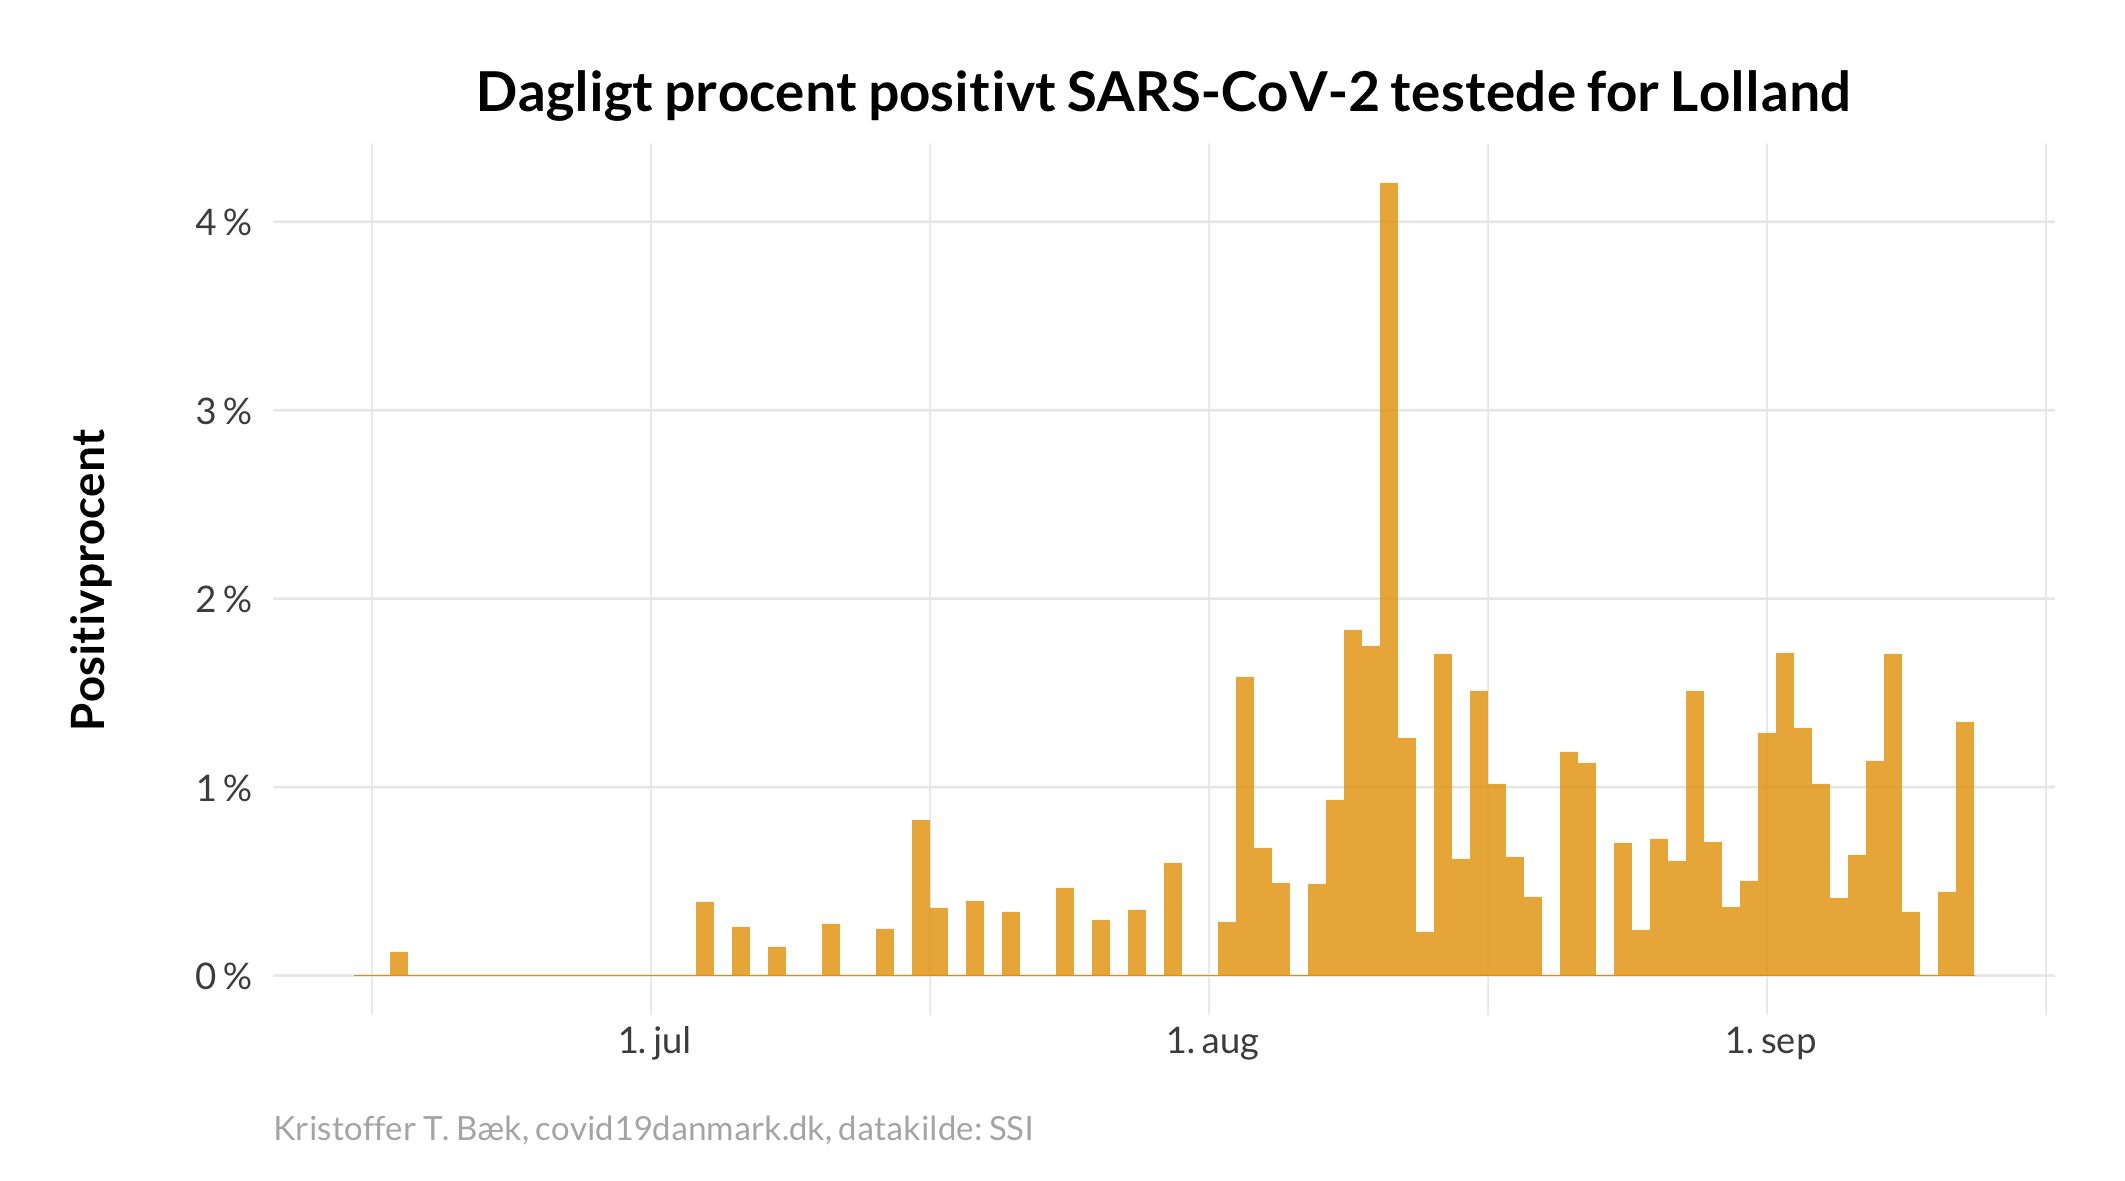 Dagligt procent positivt SARS-CoV-2 testede for Lolland
Positivprocent
4 %
3 %
2 %
1 %
0 %
1. jul
1. aug
1. sep
Kristoffer T. Bæk, covid19danmark.dk, datakilde: SSI